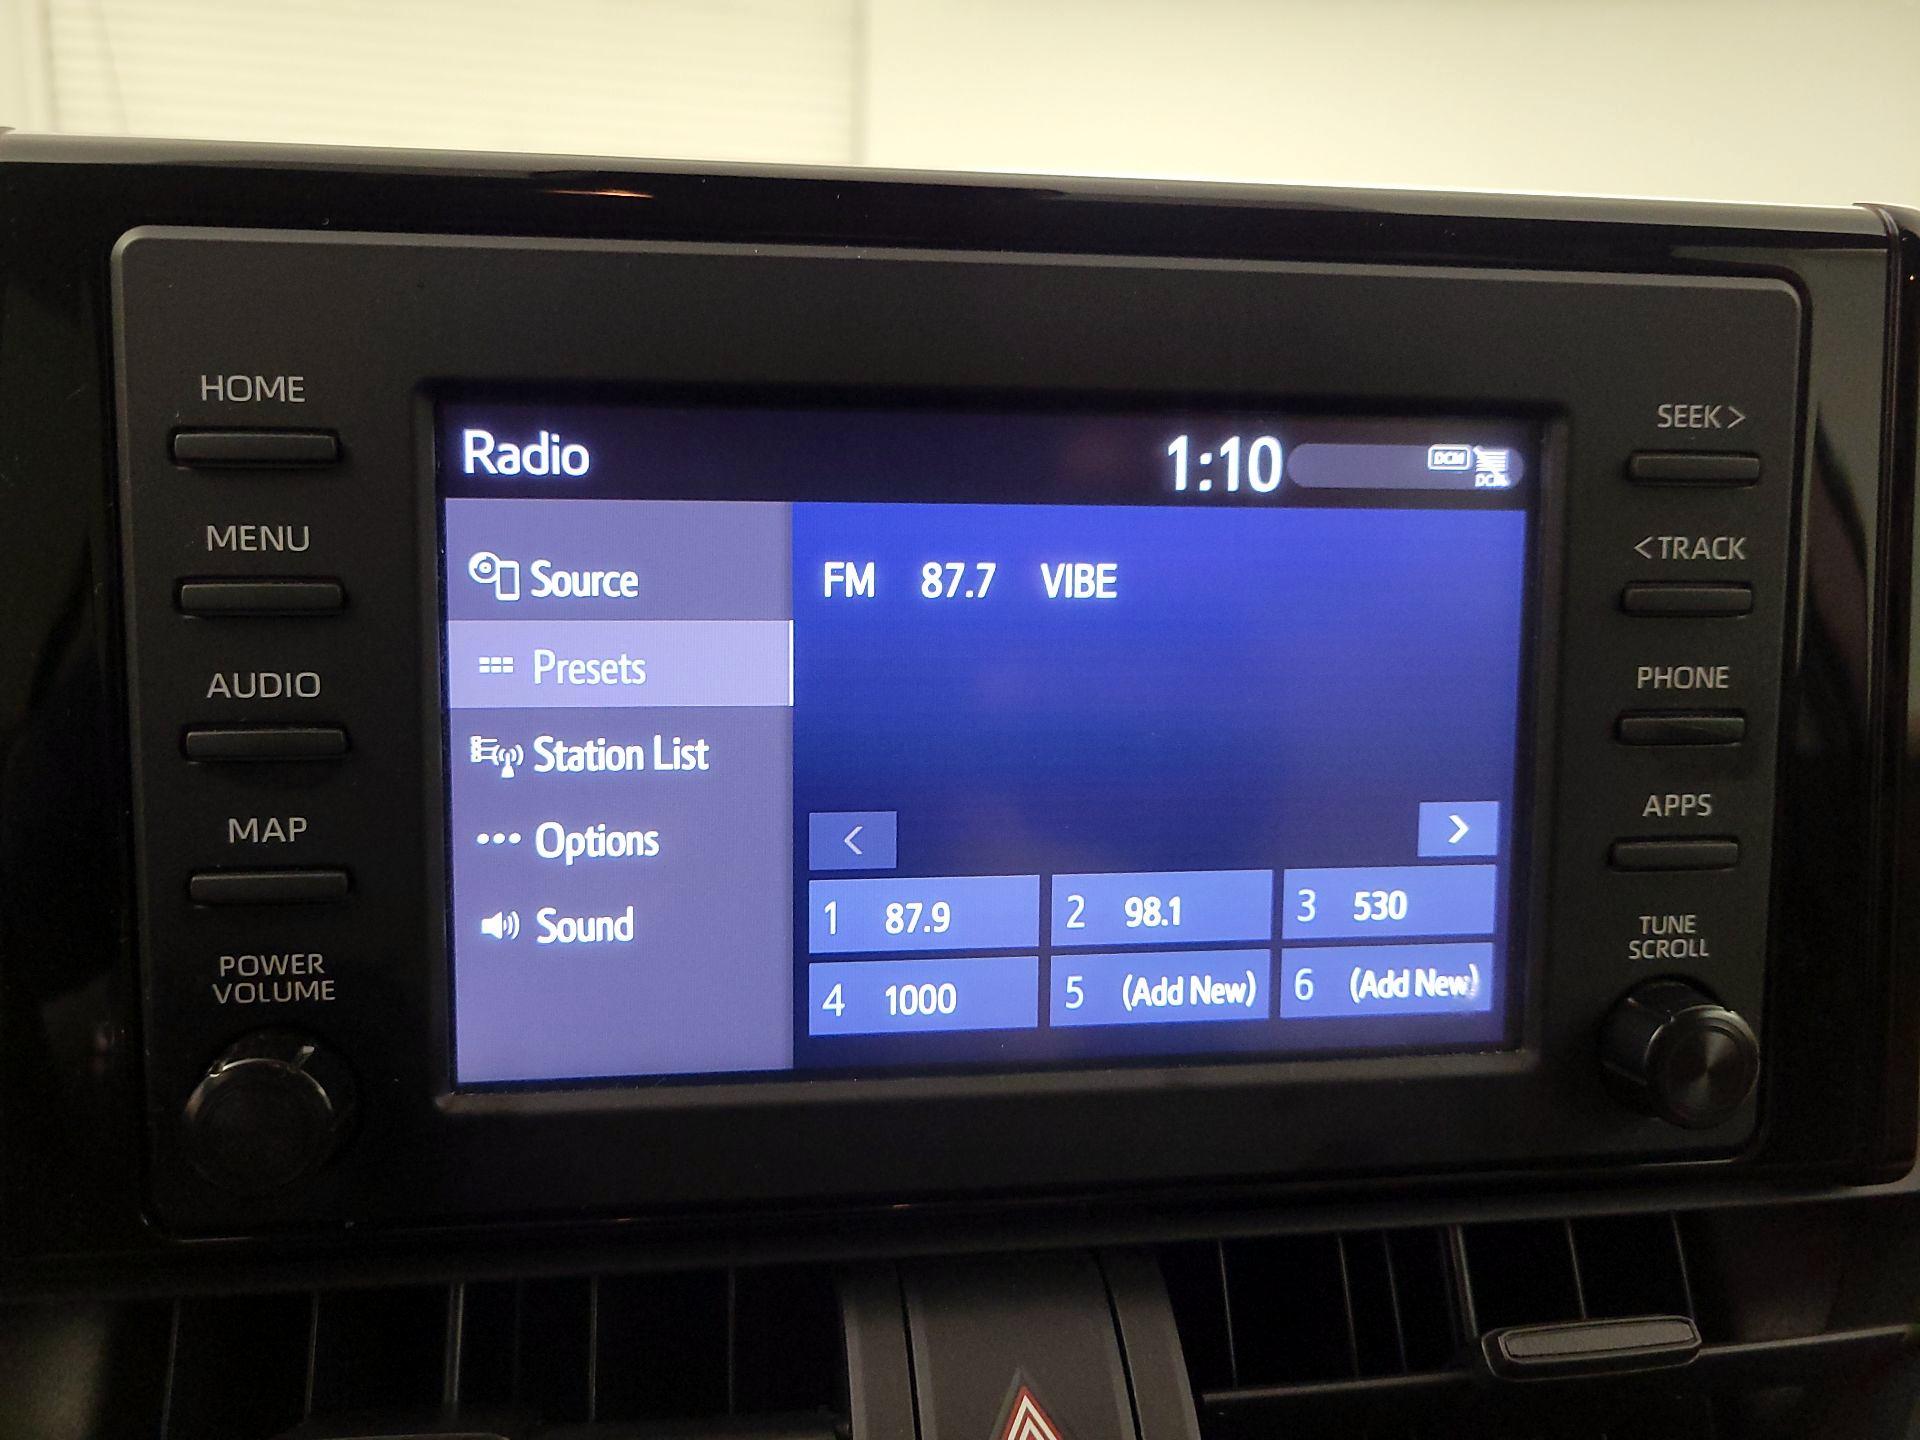 HOME
MENU
AUDIO
MAP
POWER
VOLUME
Radio
1:10
DCM
DCM
Source
Presets
Station List
Options
Sound
FM 87.7 VIBE
<
>
1 87.9
2 98.1
3 530
4 1000
5 (Add New)
6 (Add New)
SEEK >
< TRACK
PHONE
APPS
TUNE
SCROLL